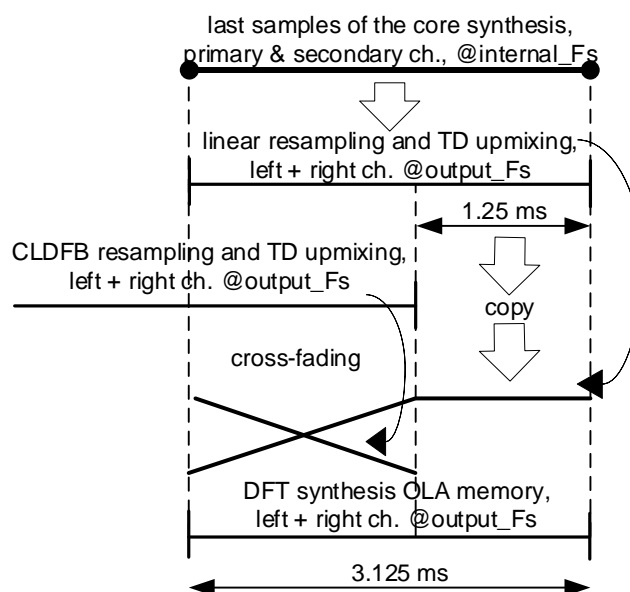 last samples of the core synthesis,
primary & secondary ch., @internal_Fs
linear resampling and TD upmixing,
left + right ch. @output_Fs
1.25 ms
CLDFB resampling and TD upmixing,
left + right ch. @output_Fs
copy
cross-fading
DFT synthesis OLA memory,
left + right ch. @output_Fs
3.125 ms